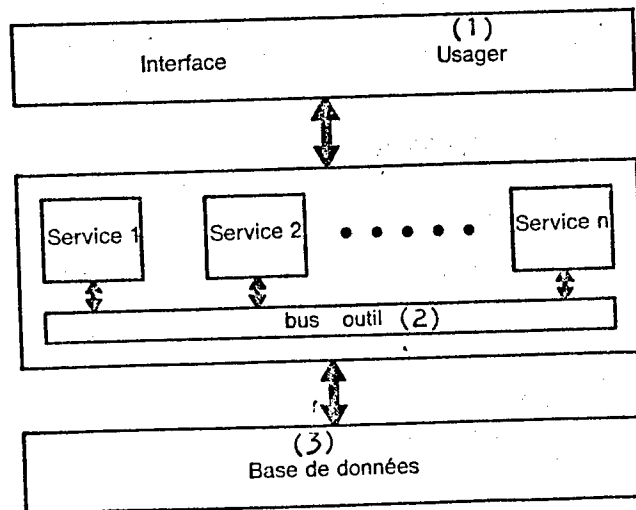 (1)
Interface Usager
Service 1 Service 2 Service n
bus outil (2)
(3)
Base de données